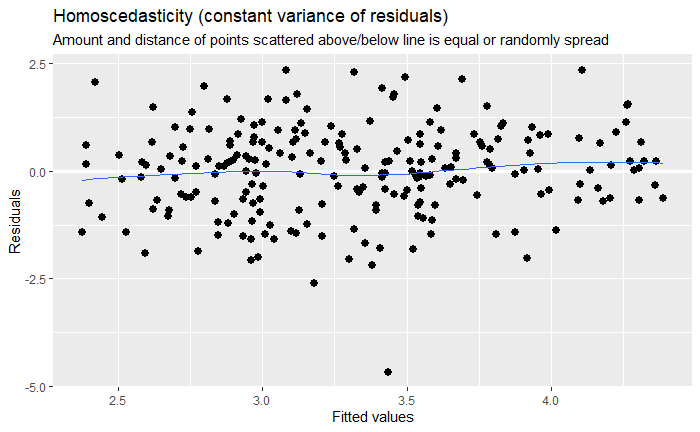 Homoscedasticity (constant variance of residuals)
Amount and distance of points scattered above/below line is equal or randomly spread
2.5
0.0
-2.5
-5.0
Residuals
2.5 3.0 3.5 4.0
Fitted values